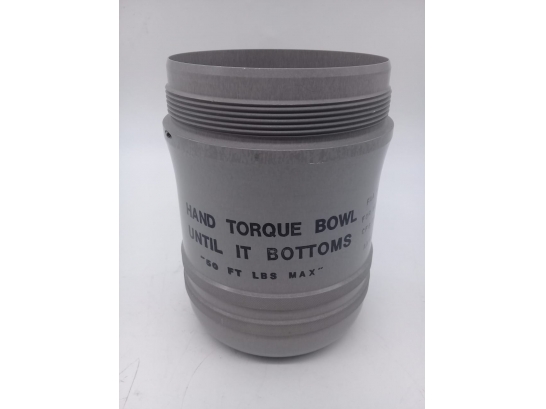 HAND TORQUE BOWL
UNTIL IT BOTTOMS
"50 FT LBS MAX"